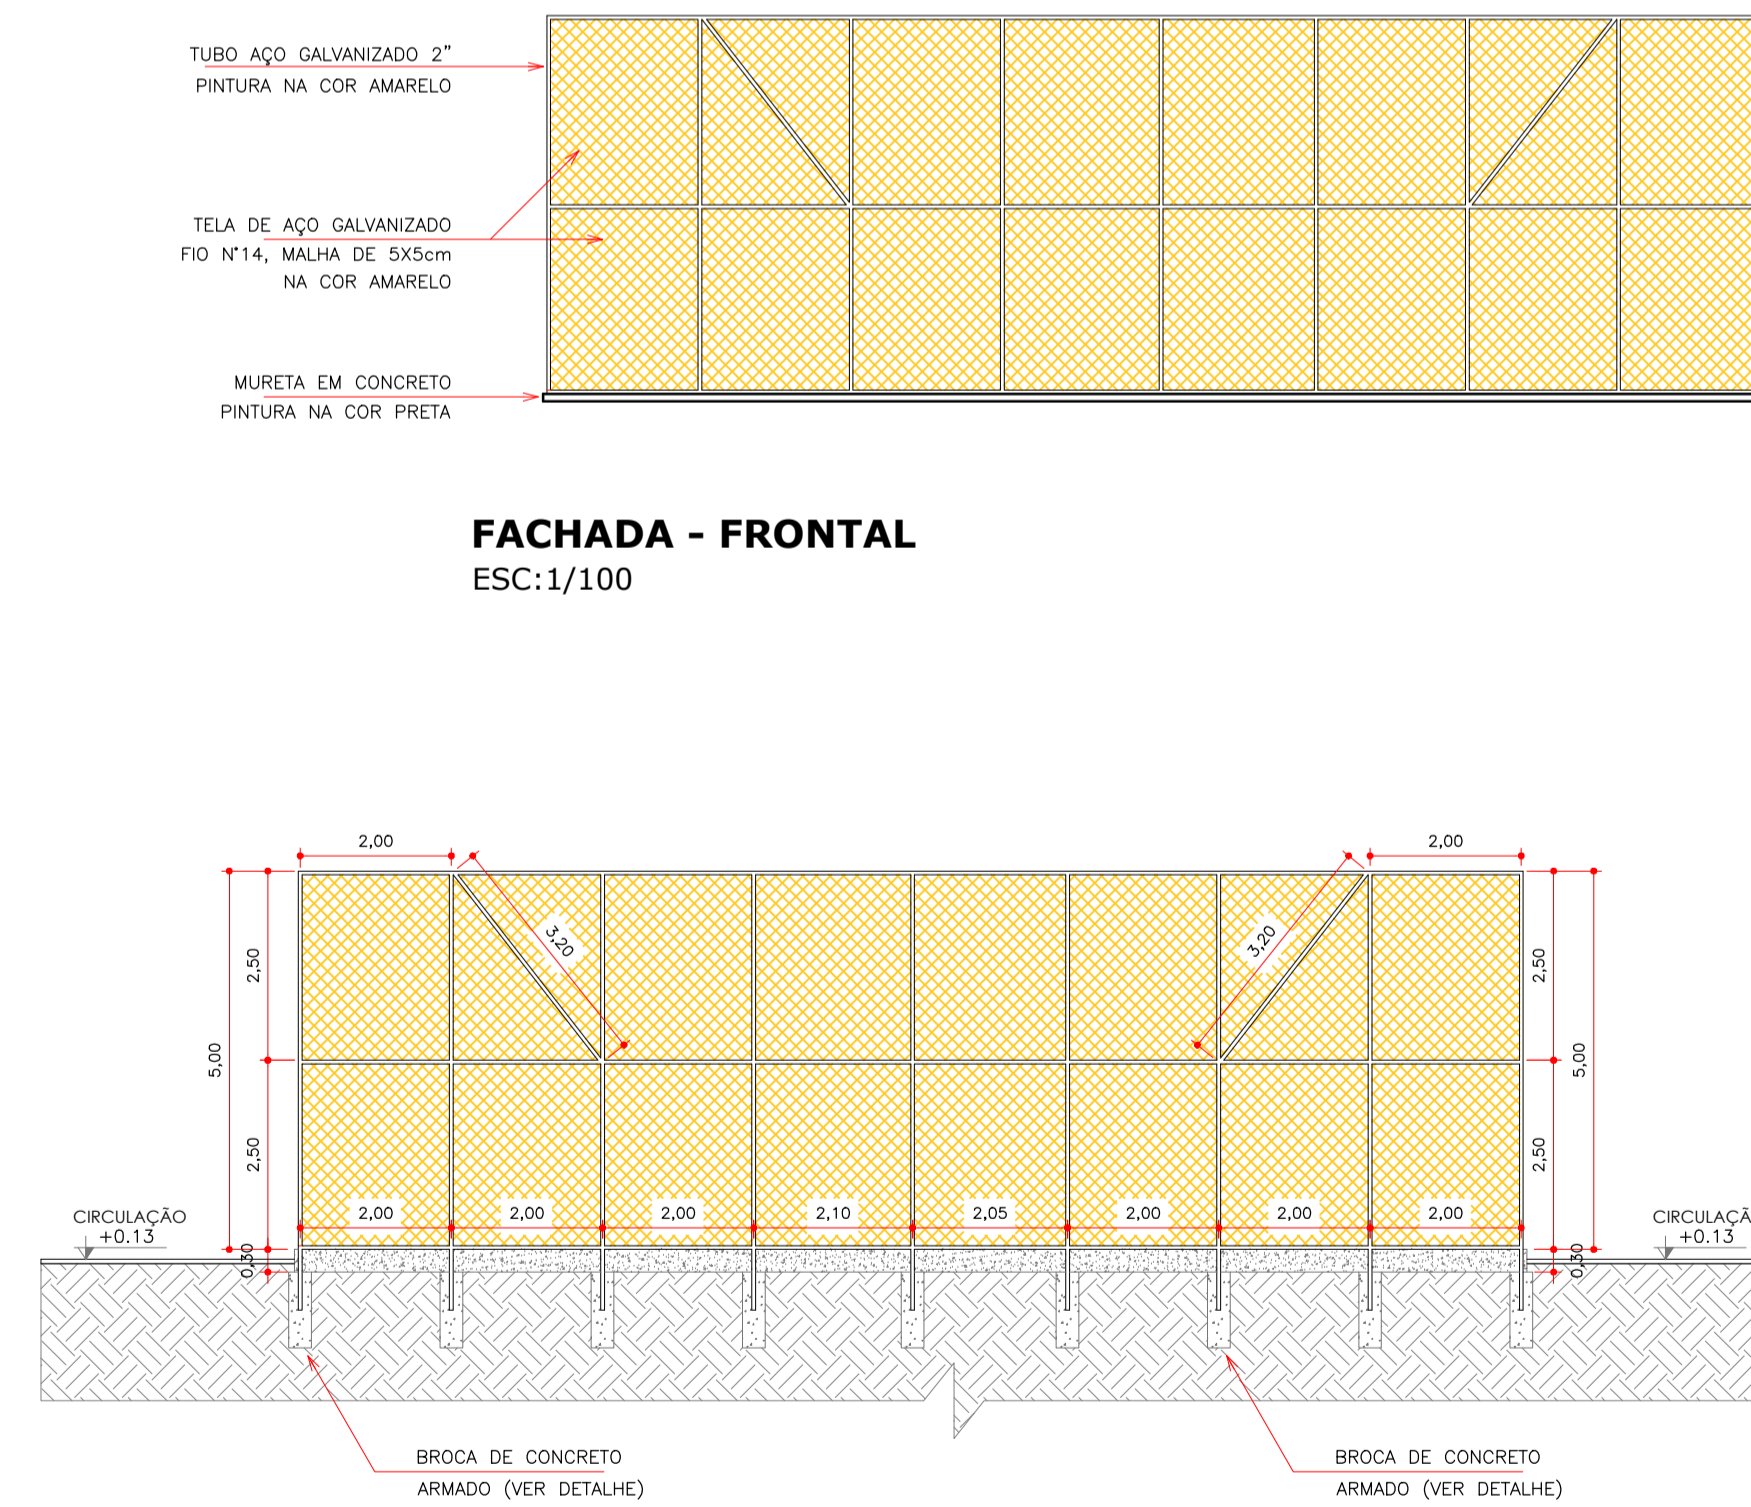 TUBO AÇO GALVANIZADO 2”
PINTURA NA COR AMARELO
TELA DE AÇO GALVANIZADO
FIO N°14, MALHA DE 5X5cm
NA COR AMARELO
MURETA EM CONCRETO
PINTURA NA COR PRETA
FACHADA - FRONTAL
ESC:1/100
2,00
2,00
3,20
3,20
2,50
2,50
5,00
5,00
2,50
2,50
2,00
2,00
2,00
2,10
2,05
2,00
2,00
2,00
CIRCULAÇÃO
+0.13
CIRCULAÇÃ
+0.13
0,30
0,30
BROCA DE CONCRETO
ARMADO (VER DETALHE)
BROCA DE CONCRETO
ARMADO (VER DETALHE)